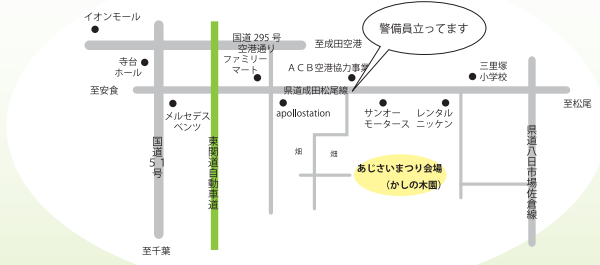 イオンモール
国道 295 号
空港通り
至成田空港
警備員立ってます
寺台
ホール
ファミリー
マート
ＡＣＢ空港協力事業
三里塚
小学校
至安食
県道成田松尾線
至松尾
メルセデス
ベンツ
apollostation
サンオー
モータース
レンタル
ニッケン
国道５１号
東関道自動車道
畑
畑
県道八日市場佐倉線
あじさいまつり会場
（かしの木園）
至千葉